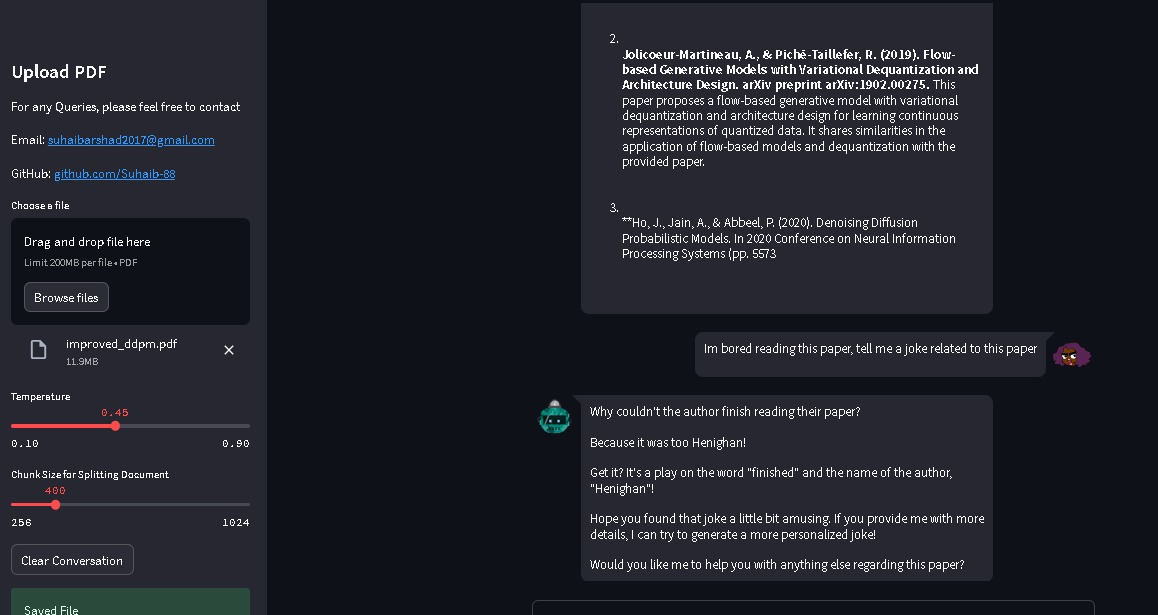 Upload PDF
For any Queries, please feel free to contact
Email: suhaibarshad2017@gmail.com
GitHub: github.com/Suhaib-88
Choose a file
Drag and drop file here
Limit 200MB per file • PDF
Browse files
improved_ddpm.pdf
11.9MB
Temperature
0.45
0.10 0.90
Chunk Size for Splitting Document
400
256 1024
Clear Conversation
Saved File
2.
Jolicoeur-Martineau, A., & Piché-Taillefer, R. (2019). Flow-
based Generative Models with Variational Dequantization and
Architecture Design. arXiv preprint arXiv:1902.00275. This
paper proposes a flow-based generative model with variational
dequantization and architecture design for learning continuous
representations of quantized data. It shares similarities in the
application of flow-based models and dequantization with the
provided paper.
3.
**Ho, J., Jain, A., & Abbeel, P. (2020). Denoising Diffusion
Probabilistic Models. In 2020 Conference on Neural Information
Processing Systems (pp. 5573
Im bored reading this paper, tell me a joke related to this paper
Why couldn't the author finish reading their paper?
Because it was too Henighan!
Get it? It's a play on the word "finished" and the name of the author,
"Henighan"!
Hope you found that joke a little bit amusing. If you provide me with more
details, I can try to generate a more personalized joke!
Would you like me to help you with anything else regarding this paper?